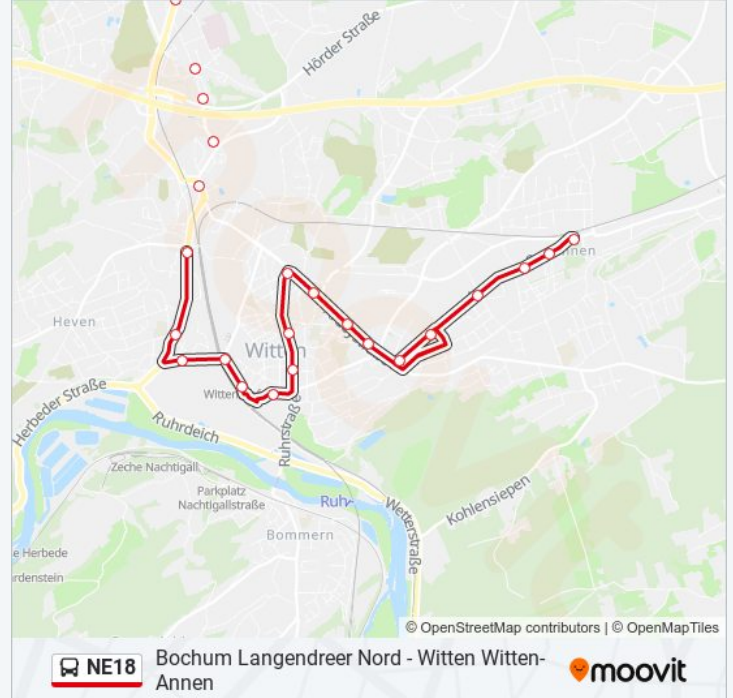 Hörder Straße
Heven
Witten
Herbeder Straße
Ruhrdeich
Ruhrstraße
Zeche Nachtigall
Parkplatz
Nachtigallstraße
Ruhr
Bommern
Wetterstraße
Kohlensiepen
e Herbede
rdenstein
© OpenStreetMap contributors | © OpenMapTiles
NE18
Bochum Langendreer Nord - Witten Witten-
Annen
moovit